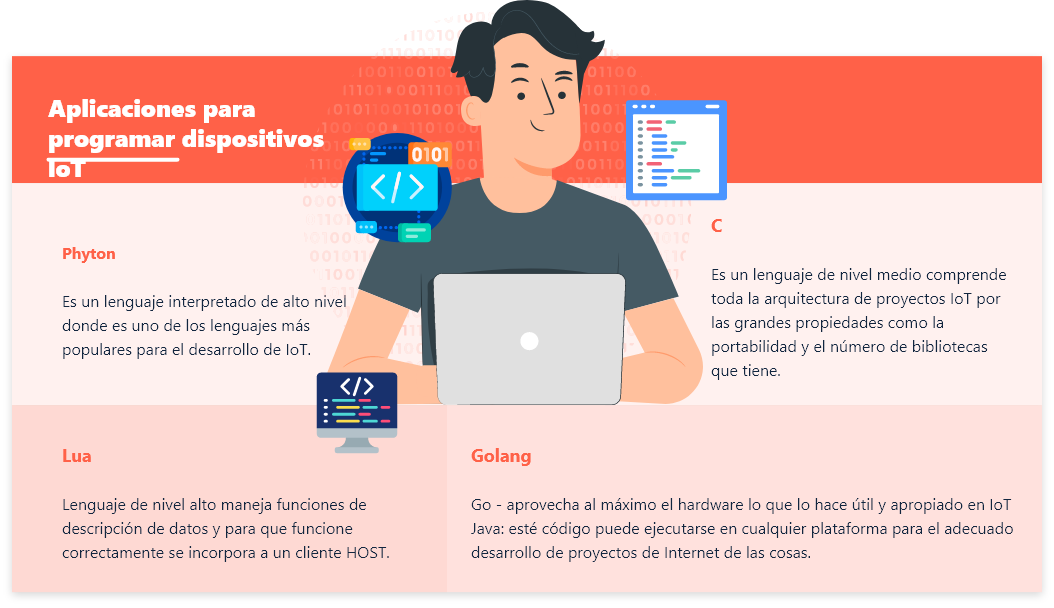 Aplicaciones para
programar dispositivos
IoT
0101
</>
Phyton
Es un lenguaje interpretado de alto nivel
donde es uno de los lenguajes más
populares para el desarrollo de IoT.
C
Es un lenguaje de nivel medio comprende
toda la arquitectura de proyectos IoT por
las grandes propiedades como la
portabilidad y el número de bibliotecas
que tiene.
</>
Lua
Lenguaje de nivel alto maneja funciones de
descripción de datos y para que funcione
correctamente se incorpora a un cliente HOST.
Golang
Go - aprovecha al máximo el hardware lo que lo hace útil y apropiado en IoT
Java: esté código puede ejecutarse en cualquier plataforma para el adecuado
desarrollo de proyectos de Internet de las cosas.